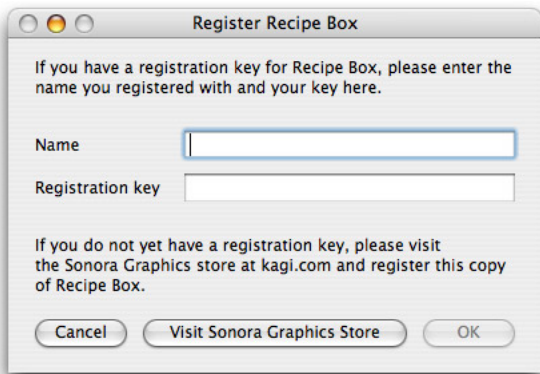 Register Recipe Box
If you have a registration key for Recipe Box, please enter the
name you registered with and your key here.
Name
Registration key
If you do not yet have a registration key, please visit
the Sonora Graphics store at kagi.com and register this copy
of Recipe Box.
Cancel Visit Sonora Graphics Store OK